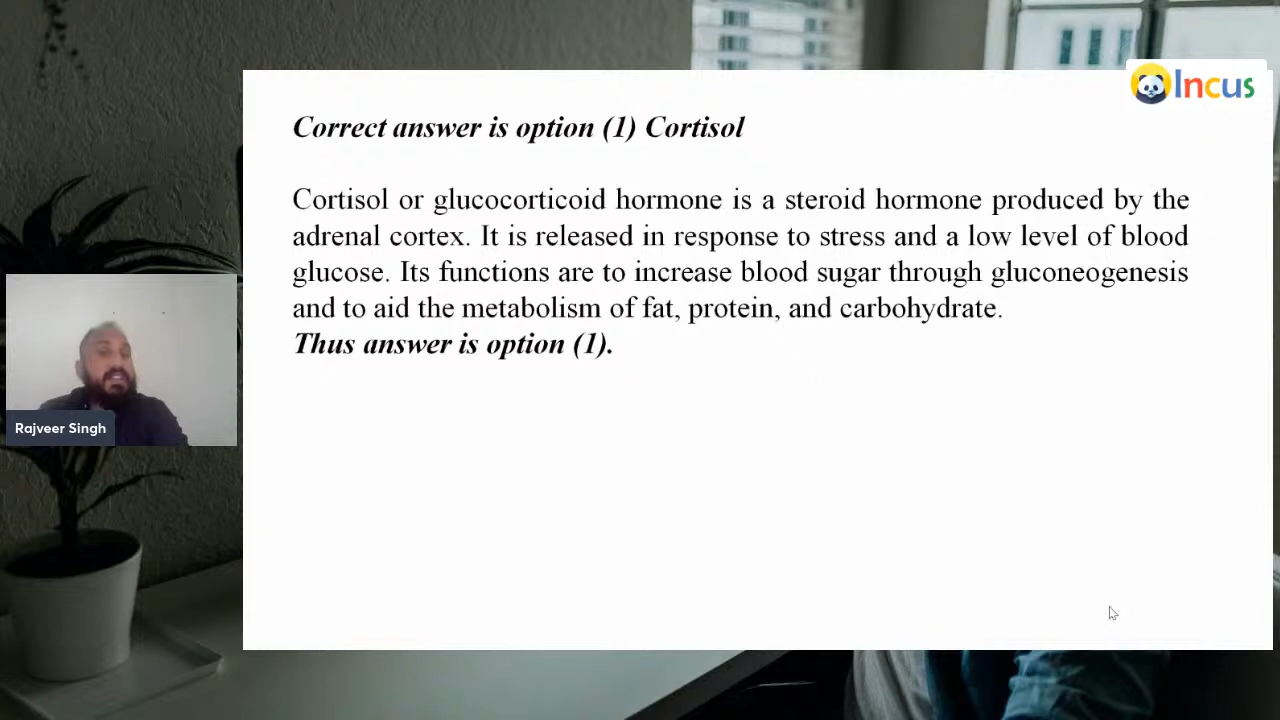 Incus
Correct answer is option (1) Cortisol
Cortisol or glucocorticoid hormone is a steroid hormone produced by the
adrenal cortex. It is released in response to stress and a low level of blood
glucose. Its functions are to increase blood sugar through gluconeogenesis
and to aid the metabolism of fat, protein, and carbohydrate.
Thus answer is option (1).
Rajveer Singh